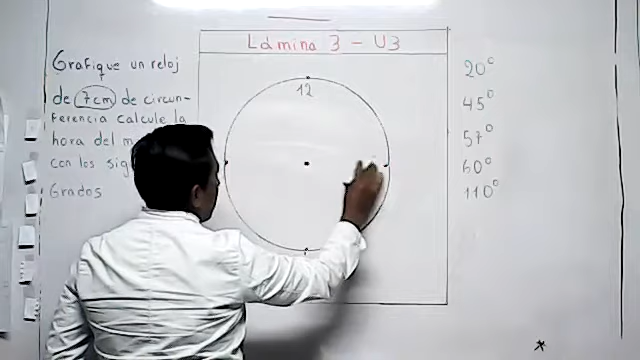 Lámina 3 - U3
Grafique un reloj
de 7cm de circun-
ferencia calcule la
hora del
con los
Grados
12
20°
45°
57°
60°
110°